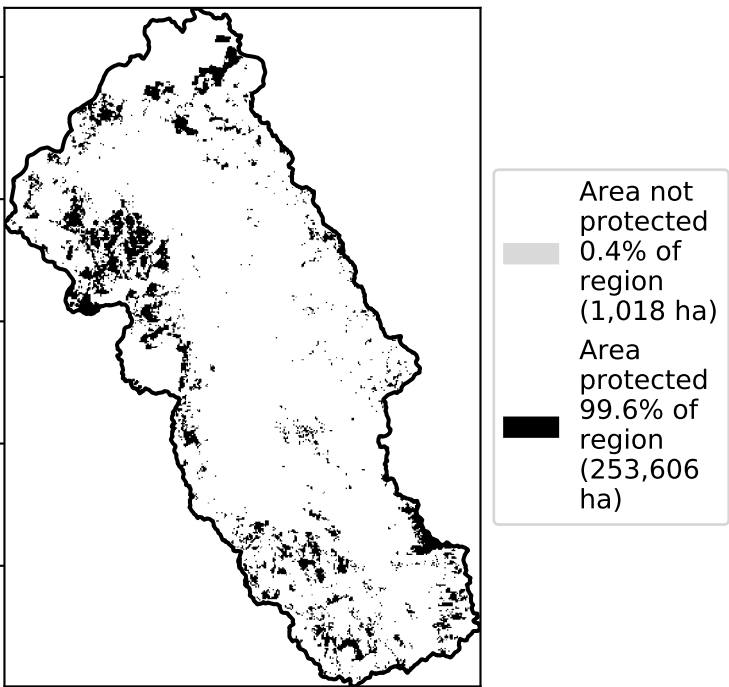 Area not
protected
0.4% of
region
(1,018 ha)
Area
protected
99.6% of
region
(253,606
ha)